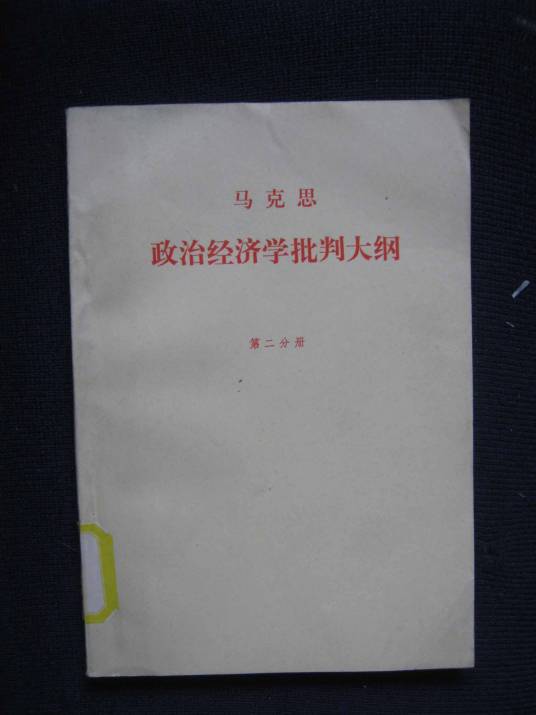 马克思
政治经济学批判大纲
第二分册